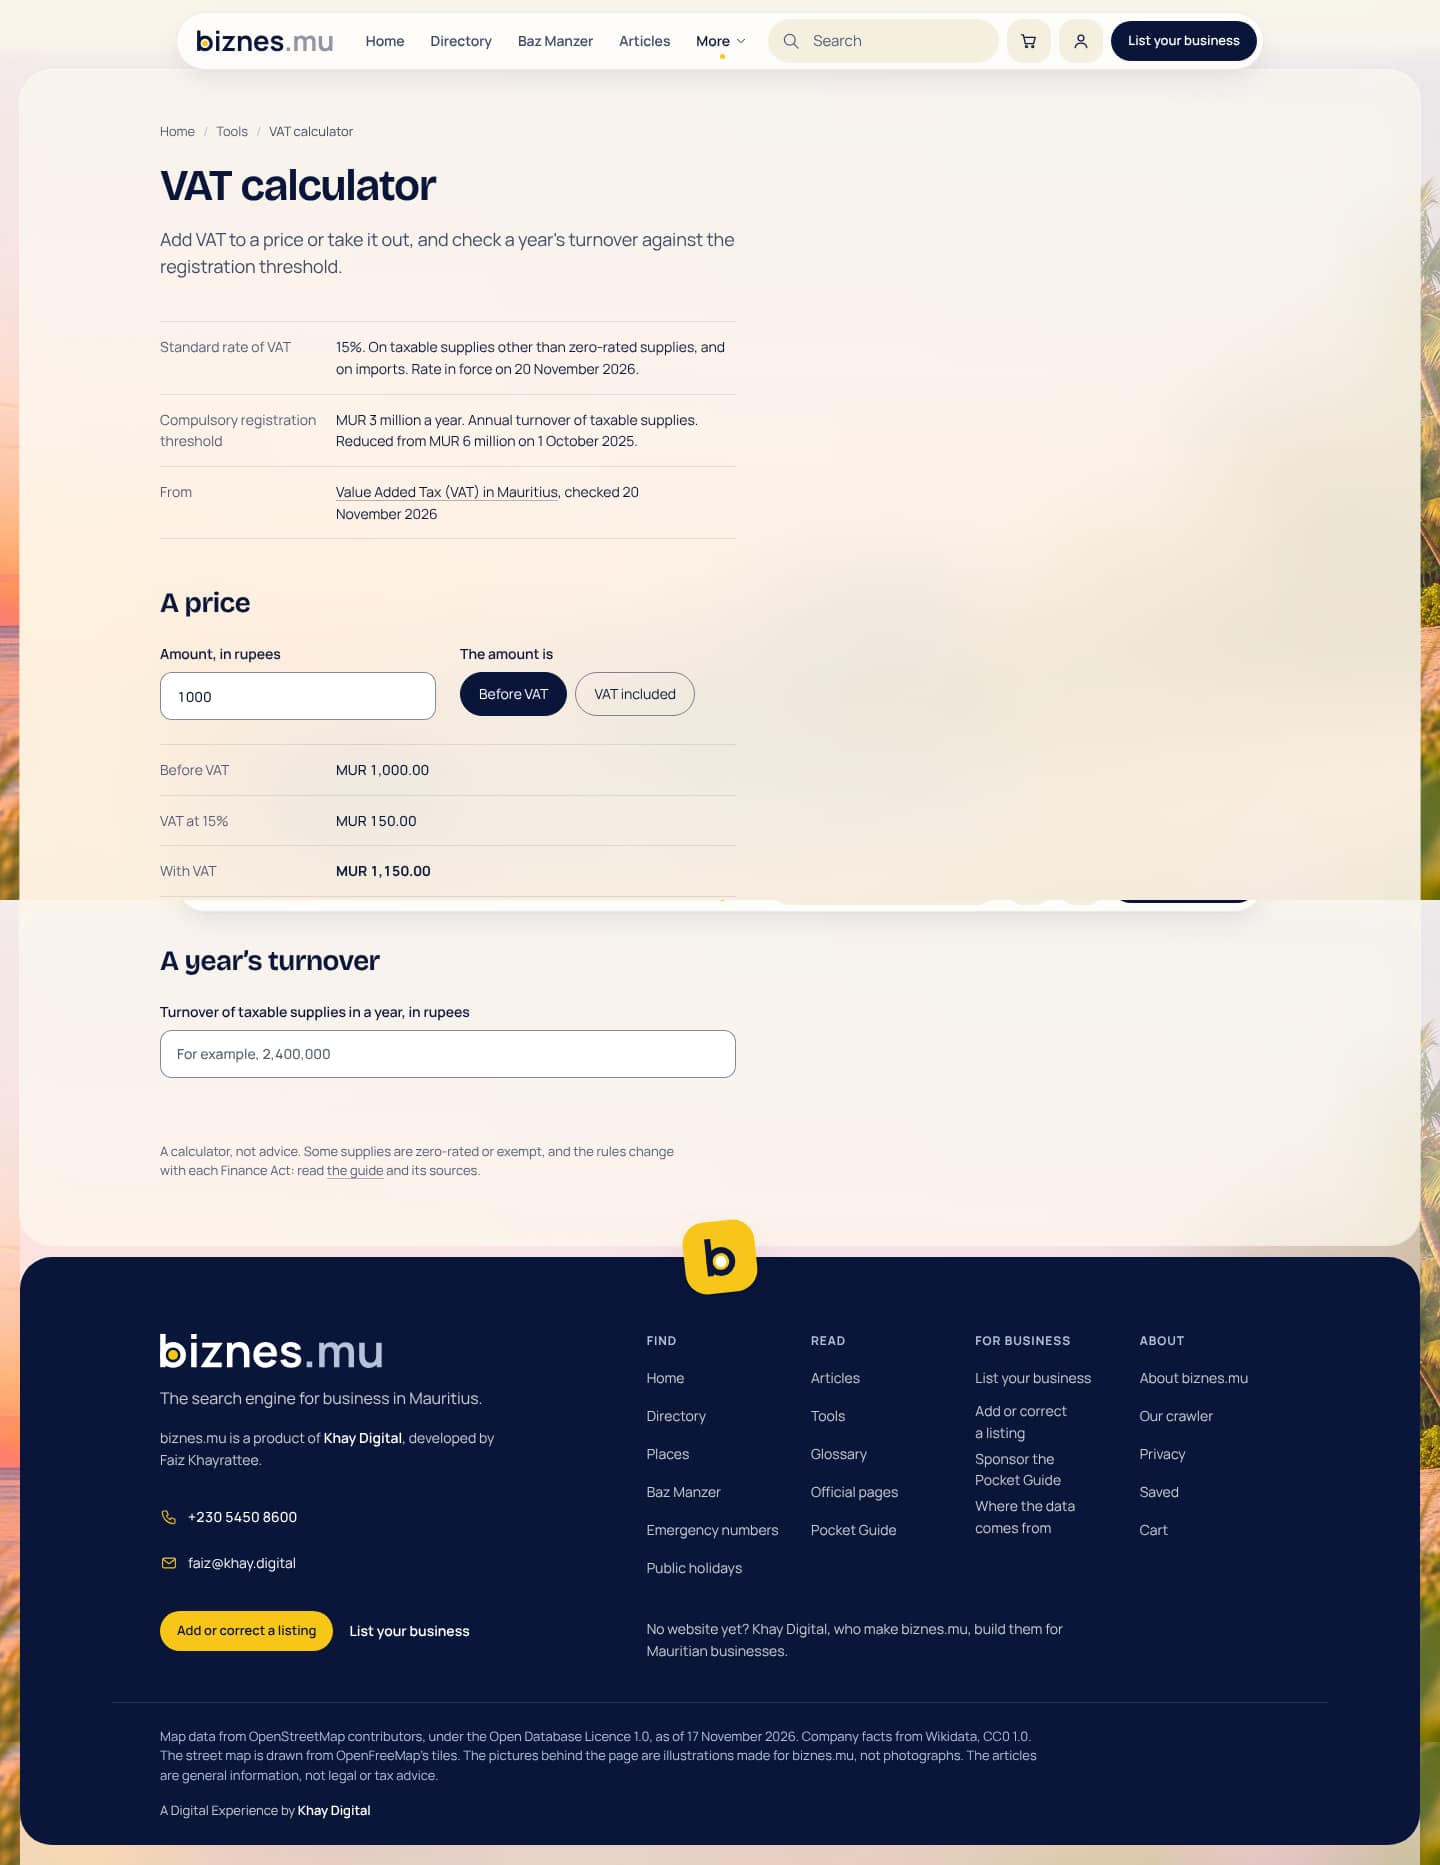 biznes.mu
Home
Directory
Baz Manzer
Articles
More
Search
List your business
Home / Tools / VAT calculator
VAT calculator
Add VAT to a price or take it out, and check a year's turnover against the
registration threshold.
Standard rate of VAT
15%. On taxable supplies other than zero-rated supplies, and
on imports. Rate in force on 20 November 2026.
Compulsory registration
threshold
MUR 3 million a year. Annual turnover of taxable supplies.
Reduced from MUR 6 million on 1 October 2025.
From
Value Added Tax (VAT) in Mauritius, checked 20
November 2026
A price
Amount, in rupees
1000
The amount is
Before VAT
VAT included
Before VAT
MUR 1,000.00
VAT at 15%
MUR 150.00
With VAT
MUR 1,150.00
A year's turnover
Turnover of taxable supplies in a year, in rupees
For example, 2,400,000
A calculator, not advice. Some supplies are zero-rated or exempt, and the rules change
with each Finance Act: read the guide and its sources.
b
biznes.mu
The search engine for business in Mauritius.
biznes.mu is a product of Khay Digital, developed by
Faiz Khayrattee.
+230 5450 8600
faiz@khay.digital
Add or correct a listing
List your business
FIND
Home
Directory
Places
Baz Manzer
Emergency numbers
Public holidays
READ
Articles
Tools
Glossary
Official pages
Pocket Guide
FOR BUSINESS
List your business
Add or correct
a listing
Sponsor the
Pocket Guide
Where the data
comes from
ABOUT
About biznes.mu
Our crawler
Privacy
Saved
Cart
No website yet? Khay Digital, who make biznes.mu, build them for
Mauritian businesses.
Map data from OpenStreetMap contributors, under the Open Database Licence 1.0, as of 17 November 2026. Company facts from Wikidata, CC0 1.0.
The street map is drawn from OpenFreeMap's tiles. The pictures behind the page are illustrations made for biznes.mu, not photographs. The articles
are general information, not legal or tax advice.
A Digital Experience by Khay Digital